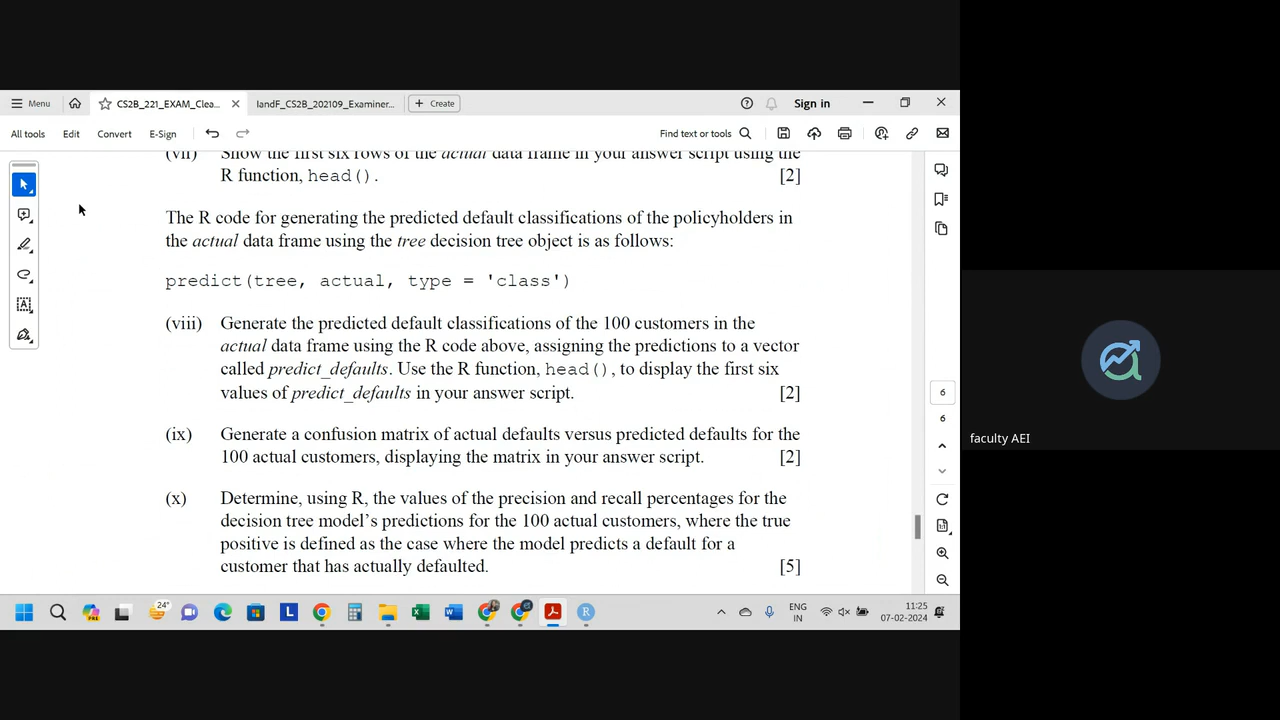 Menu
CS2B_221_EXAM_Clea...
IandF_CS2B_202109_Examiner...
Create
Sign in
All tools
Edit
Convert
E-Sign
Find text or tools
(vii) Show the first six rows of the actual data frame in your answer script using the
R function, head(). [2]
The R code for generating the predicted default classifications of the policyholders in
the actual data frame using the tree decision tree object is as follows:
predict(tree, actual, type = 'class')
(viii) Generate the predicted default classifications of the 100 customers in the
actual data frame using the R code above, assigning the predictions to a vector
called predict_defaults. Use the R function, head(), to display the first six
values of predict_defaults in your answer script. [2]
(ix) Generate a confusion matrix of actual defaults versus predicted defaults for the
100 actual customers, displaying the matrix in your answer script. [2]
(x) Determine, using R, the values of the precision and recall percentages for the
decision tree model's predictions for the 100 actual customers, where the true
positive is defined as the case where the model predicts a default for a
customer that has actually defaulted. [5]
6
6
faculty AEI
24°
PRE
L
R
ENG
IN
11:25
07-02-2024